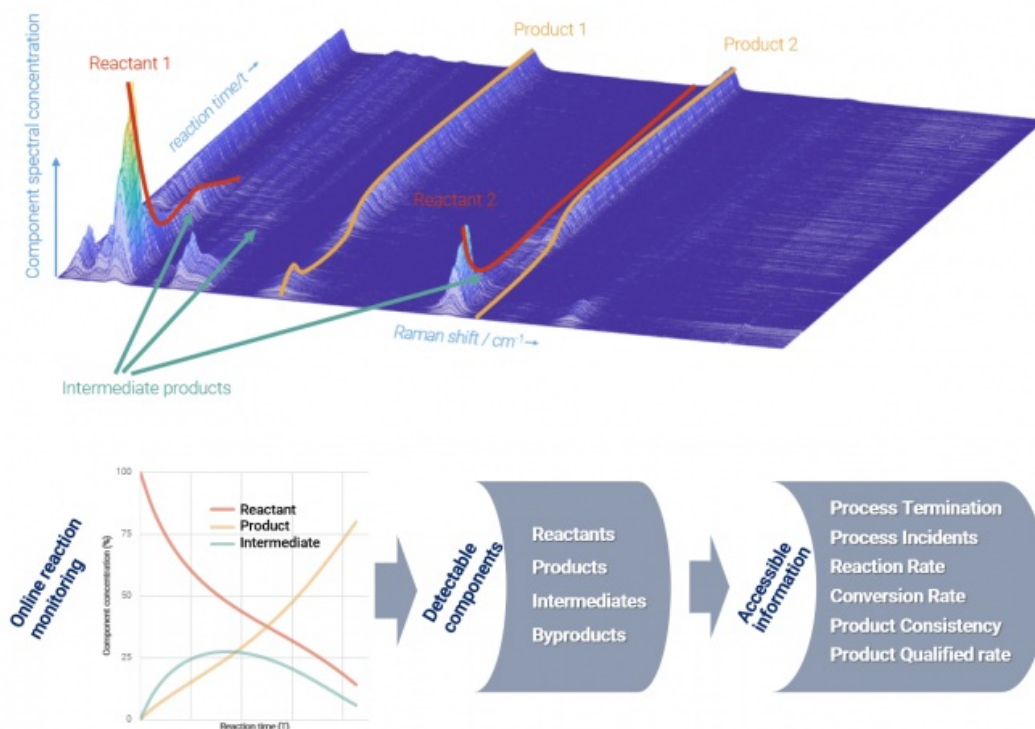 Product 1
Product 2
Reactant 1
reaction time/t →
Component spectral concentration
Reactant 2
Raman shift / cm⁻¹ →
Intermediate products
Online reaction
monitoring
Component concentration (%)
100
75
50
25
0
Reactant
Product
Intermediate
Reaction time (T)
Detectable
components
Reactants
Products
Intermediates
Byproducts
Accessible
information
Process Termination
Process Incidents
Reaction Rate
Conversion Rate
Product Consistency
Product Qualified rate